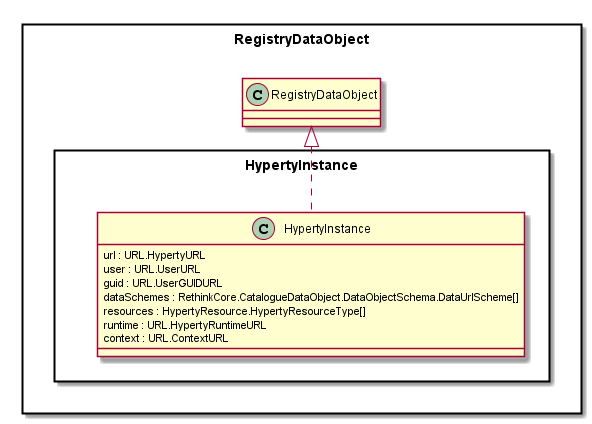 RegistryDataObject
C RegistryDataObject
HypertyInstance
C HypertyInstance
url : URL.HypertyURL
user : URL.UserURL
guid : URL.UserGUIDURL
dataSchemes : RethinkCore.CatalogueDataObject.DataObjectSchema.DataUrlScheme[]
resources : HypertyResource.HypertyResourceType[]
runtime : URL.HypertyRuntimeURL
context : URL.ContextURL